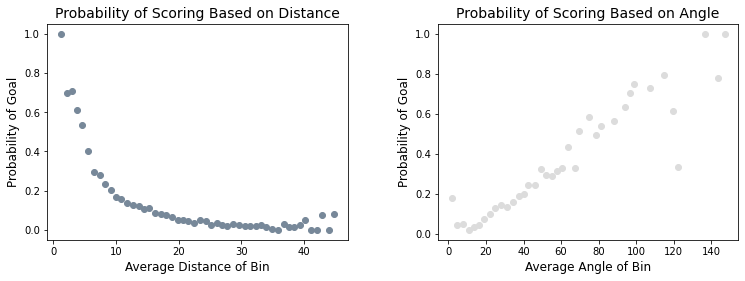 Probability of Scoring Based on Distance
Probability of Goal
1.0
0.8
0.6
0.4
0.2
0.0
0 10 20 30 40
Average Distance of Bin
Probability of Scoring Based on Angle
Probability of Goal
1.0
0.8
0.6
0.4
0.2
0.0
0 20 40 60 80 100 120 140
Average Angle of Bin